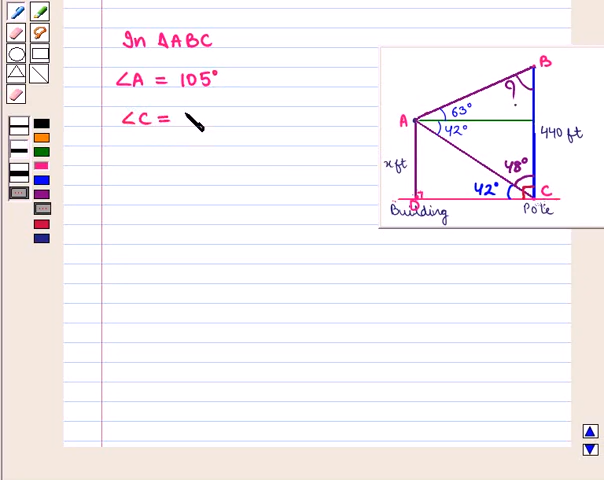 In ΔABC
∠A = 105°
∠C =
B
?
63°
A
42°
440 ft
x ft
48°
42°
C
Building
Pole